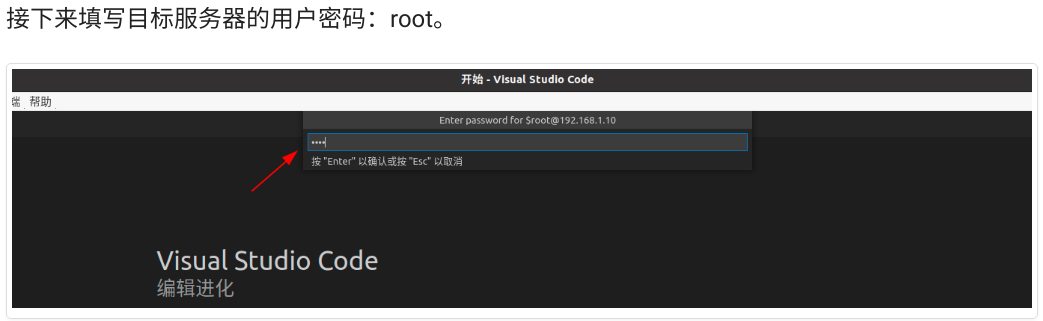 接下来填写目标服务器的用户密码：root。
开始 - Visual Studio Code
端 帮助
Enter password for $root@192.168.1.10
••••
按 "Enter" 以确认或按 "Esc" 以取消
Visual Studio Code
编辑进化